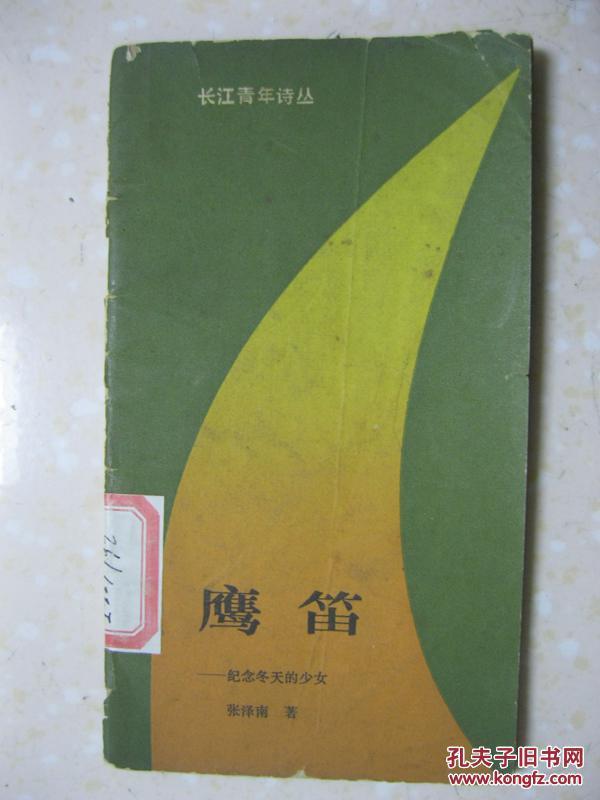 长江青年诗丛
鹰笛
——纪念冬天的少女
张泽南 著
孔夫子旧书网
www.kongfz.com